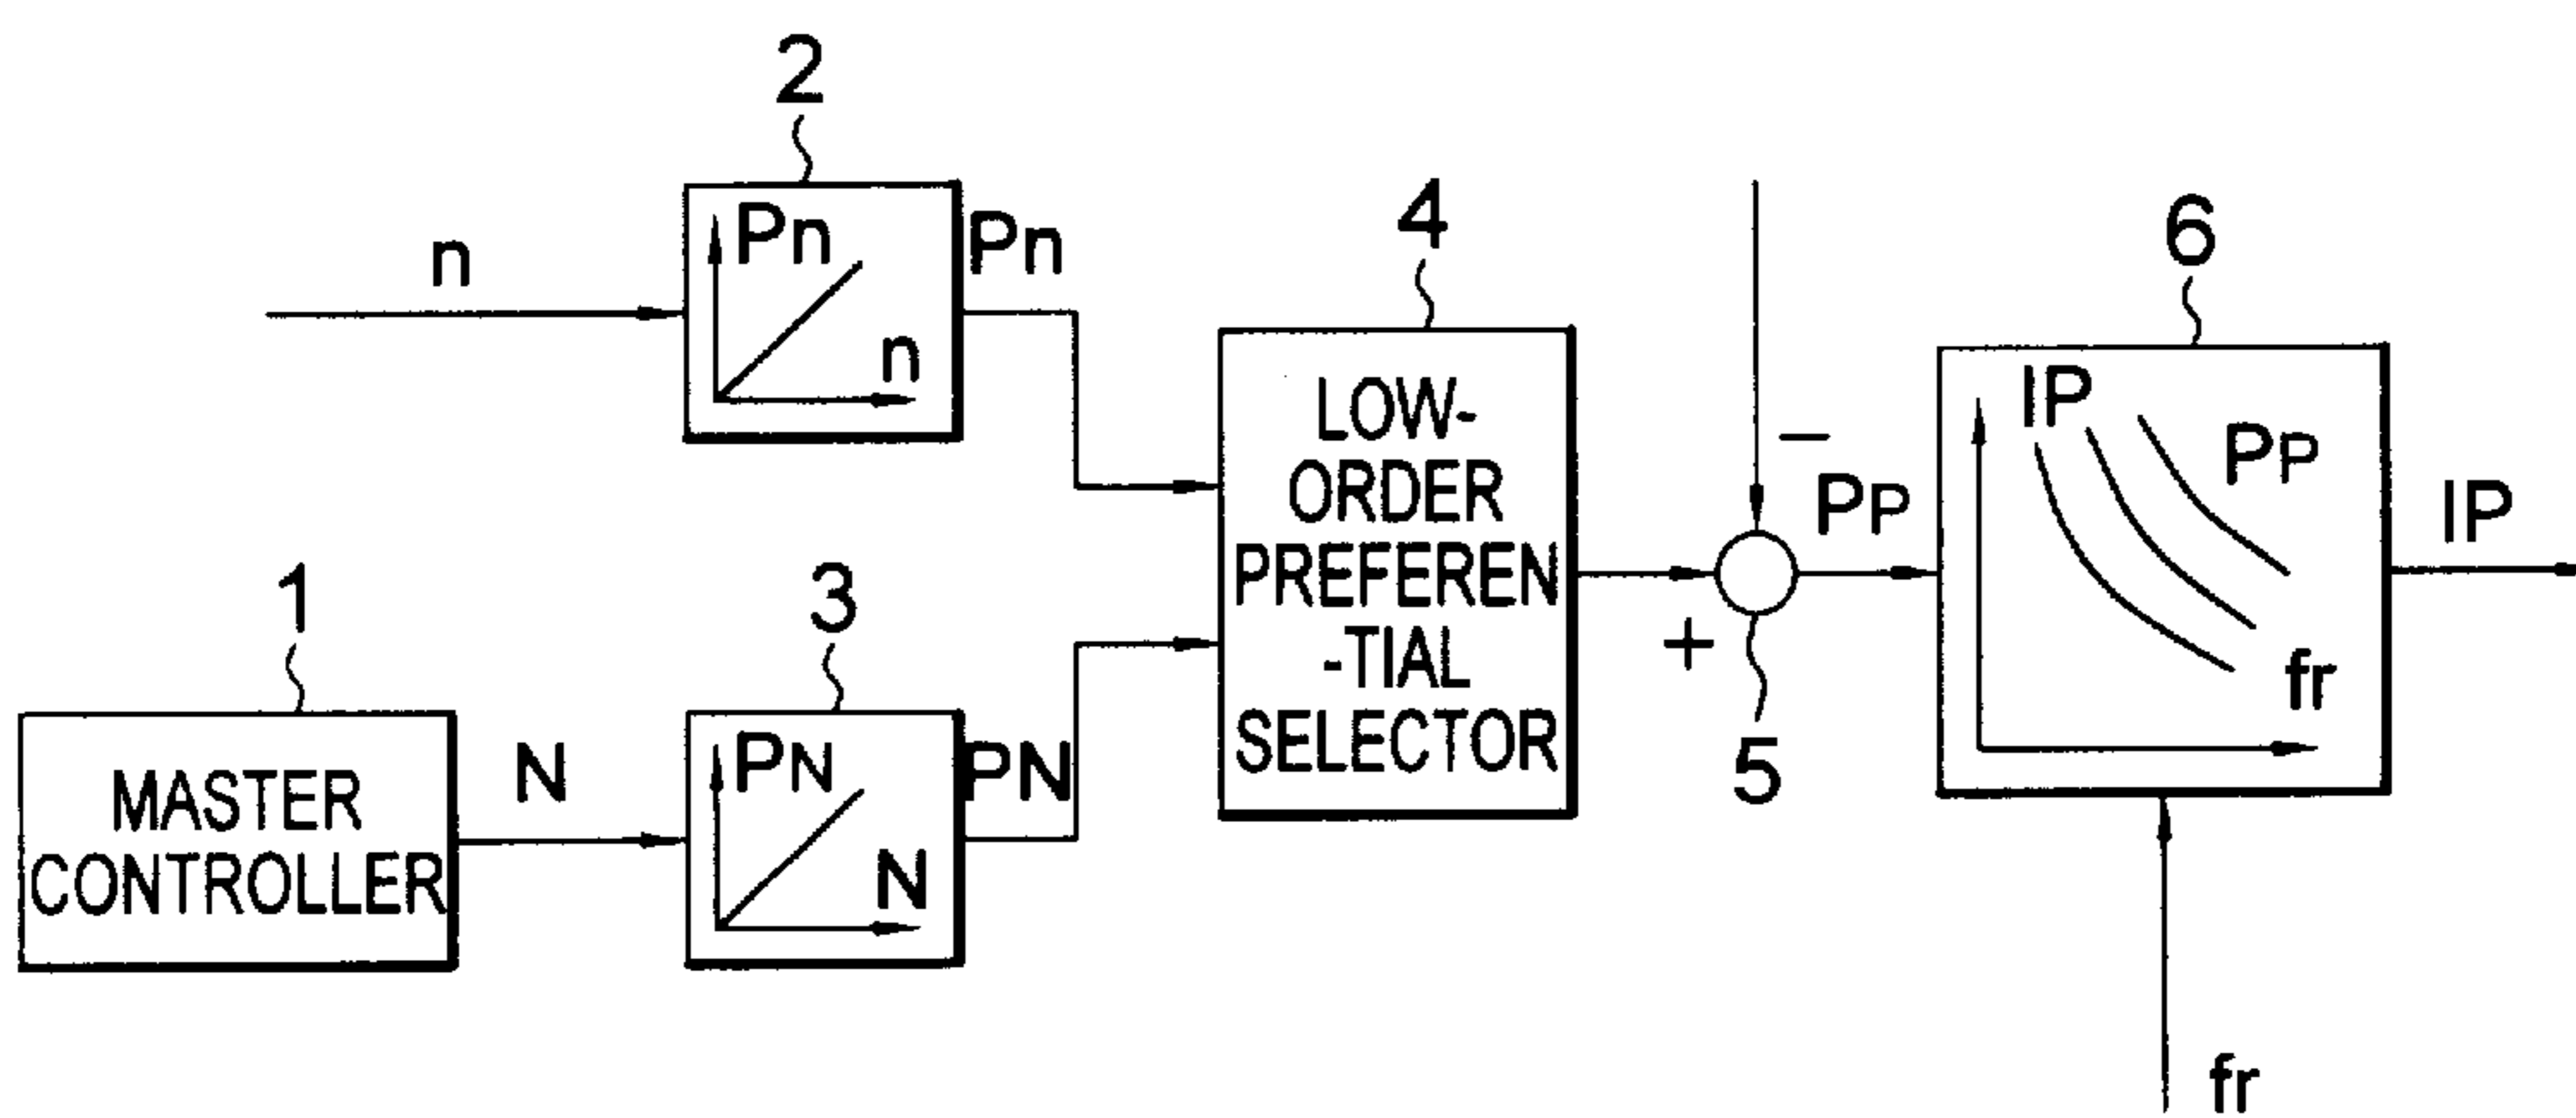 2
n
Pn
n
Pn
1
MASTER
CONTROLLER
N
3
PN
N
PN
4
LOW-
ORDER
PREFEREN
-TIAL
SELECTOR
−
+
5
PP
6
IP
PP
fr
IP
fr